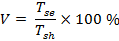 V = T_se / T_sh × 100 %